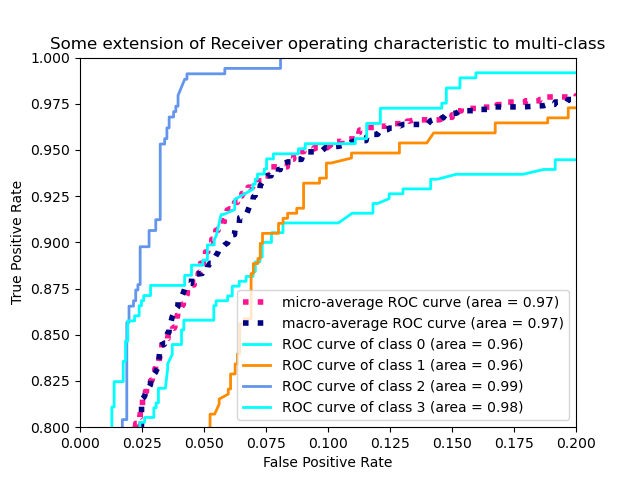 Some extension of Receiver operating characteristic to multi-class
1.000
0.975
0.950
0.925
0.900
0.875
0.850
0.825
0.800
True Positive Rate
micro-average ROC curve (area = 0.97)
macro-average ROC curve (area = 0.97)
ROC curve of class 0 (area = 0.96)
ROC curve of class 1 (area = 0.96)
ROC curve of class 2 (area = 0.99)
ROC curve of class 3 (area = 0.98)
0.000 0.025 0.050 0.075 0.100 0.125 0.150 0.175 0.200
False Positive Rate